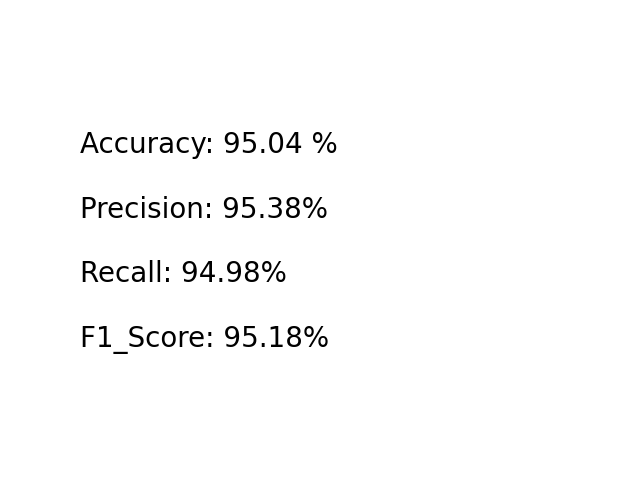 Accuracy: 95.04 %
Precision: 95.38%
Recall: 94.98%
F1_Score: 95.18%